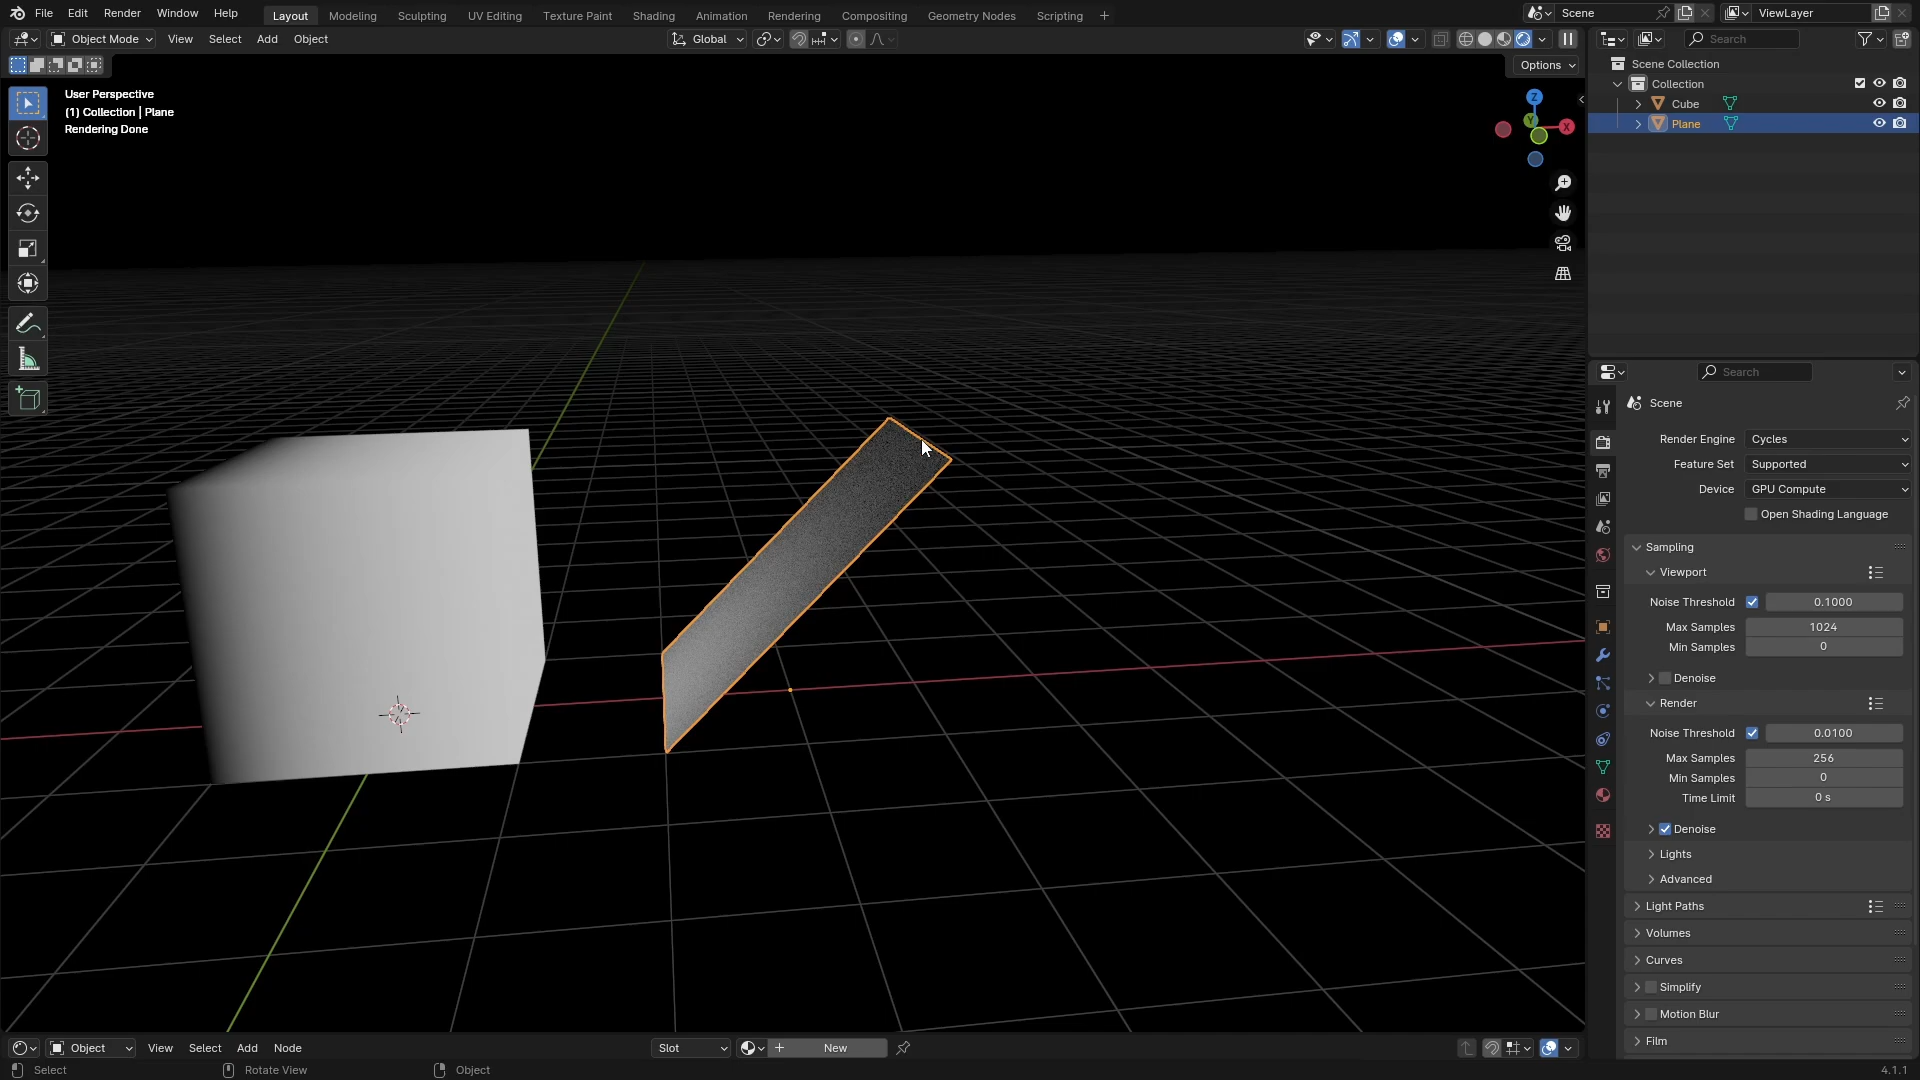 File Edit Render Window Help Layout Modeling Sculpting UV Editing Texture Paint Shading Animation Rendering Compositing Geometry Nodes Scripting + Scene ViewLayer
Object Mode View Select Add Object Global Search
Options
User Perspective
(1) Collection | Plane
Rendering Done
Z
Y
X
Scene Collection
Collection
Cube
Plane
Search
Scene
Render Engine Cycles
Feature Set Supported
Device GPU Compute
Open Shading Language
Sampling
Viewport
Noise Threshold 0.1000
Max Samples 1024
Min Samples 0
Denoise
Render
Noise Threshold 0.0100
Max Samples 256
Min Samples 0
Time Limit 0 s
Denoise
Lights
Advanced
Light Paths
Volumes
Curves
Simplify
Motion Blur
Film
Object View Select Add Node Slot + New
Select Rotate View Object 4.1.1